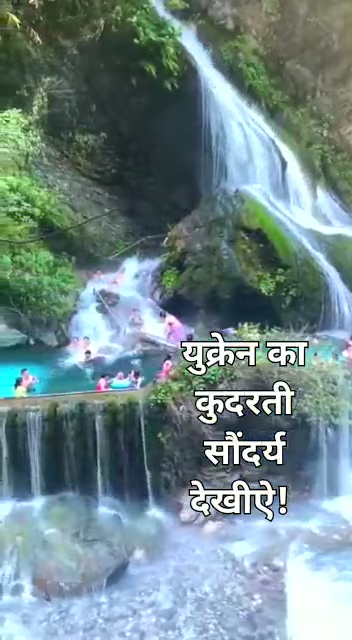 युक्रेन का
कुदरती
सौंदर्य
देखीऐ!